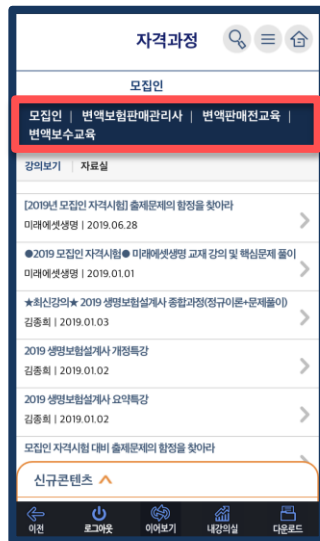 자격과정
모집인
모집인 | 변액보험판매관리사 | 변액판매전교육 |
변액보수교육
강의보기 | 자료실
[2019년 모집인 자격시험] 출제문제의 함정을 찾아라
미래에셋생명 | 2019.06.28
●2019 모집인 자격시험● 미래에셋생명 교재 강의 및 핵심문제 풀이
미래에셋생명 | 2019.01.01
★최신강의★ 2019 생명보험설계사 종합과정(정규이론+문제풀이)
김종희 | 2019.01.03
2019 생명보험설계사 개정특강
김종희 | 2019.01.02
2019 생명보험설계사 요약특강
김종희 | 2019.01.02
모집인 자격시험 대비 출제문제의 함정을 찾아라
신규콘텐츠
이전 로그아웃 이어보기 내강의실 다운로드